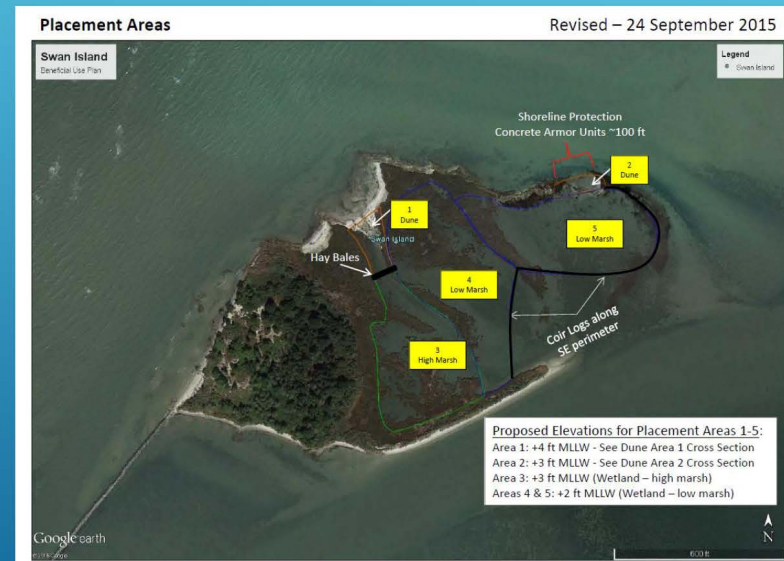 Placement Areas
Revised – 24 September 2015
Swan Island
Beneficial Use Plan
Legend
Swan Island
Shoreline Protection
Concrete Armor Units ~100 ft
2
Dune
1
Dune
Swan Island
5
Low Marsh
Hay Bales
4
Low Marsh
Coir Logs along
SE perimeter
3
High Marsh
Proposed Elevations for Placement Areas 1-5:
Area 1: +4 ft MLLW - See Dune Area 1 Cross Section
Area 2: +3 ft MLLW - See Dune Area 2 Cross Section
Area 3: +3 ft MLLW (Wetland – high marsh)
Areas 4 & 5: +2 ft MLLW (Wetland – low marsh)
Google earth
N
600 ft